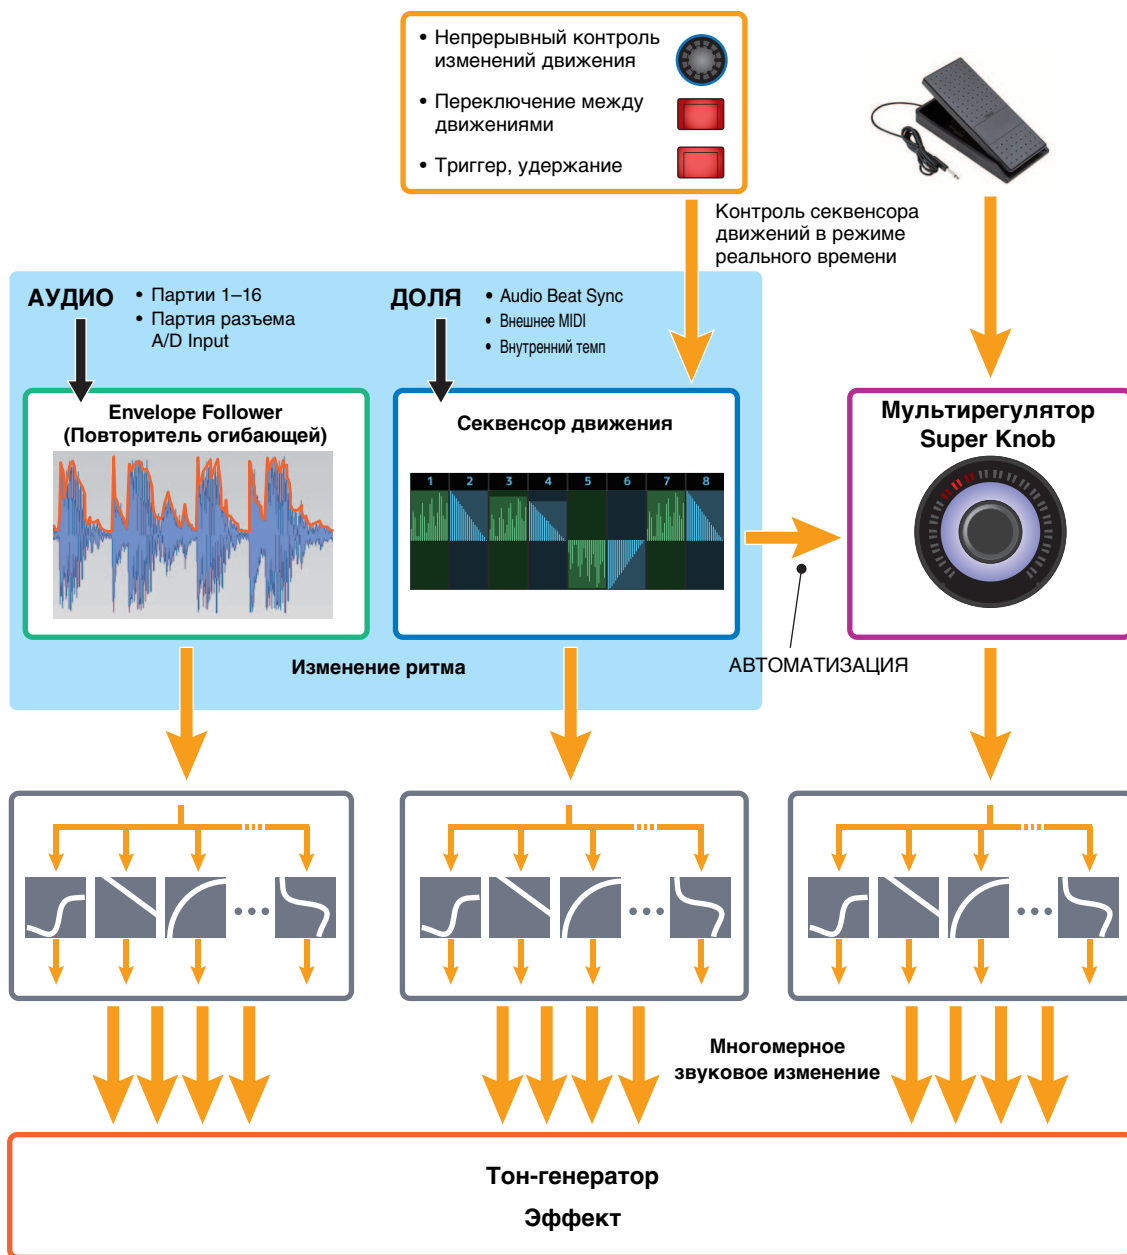 • Непрерывный контроль
изменений движения
• Переключение между
движениями
• Триггер, удержание
Контроль секвенсора
движений в режиме
реального времени
АУДИО
• Партии 1–16
• Партия разъема
A/D Input
ДОЛЯ
• Audio Beat Sync
• Внешнее MIDI
• Внутренний темп
Envelope Follower
(Повторитель огибающей)
Секвенсор движения
1 2 3 4 5 6 7 8
Мультирегулятор
Super Knob
Изменение ритма
АВТОМАТИЗАЦИЯ
Многомерное
звуковое изменение
Тон-генератор
Эффект